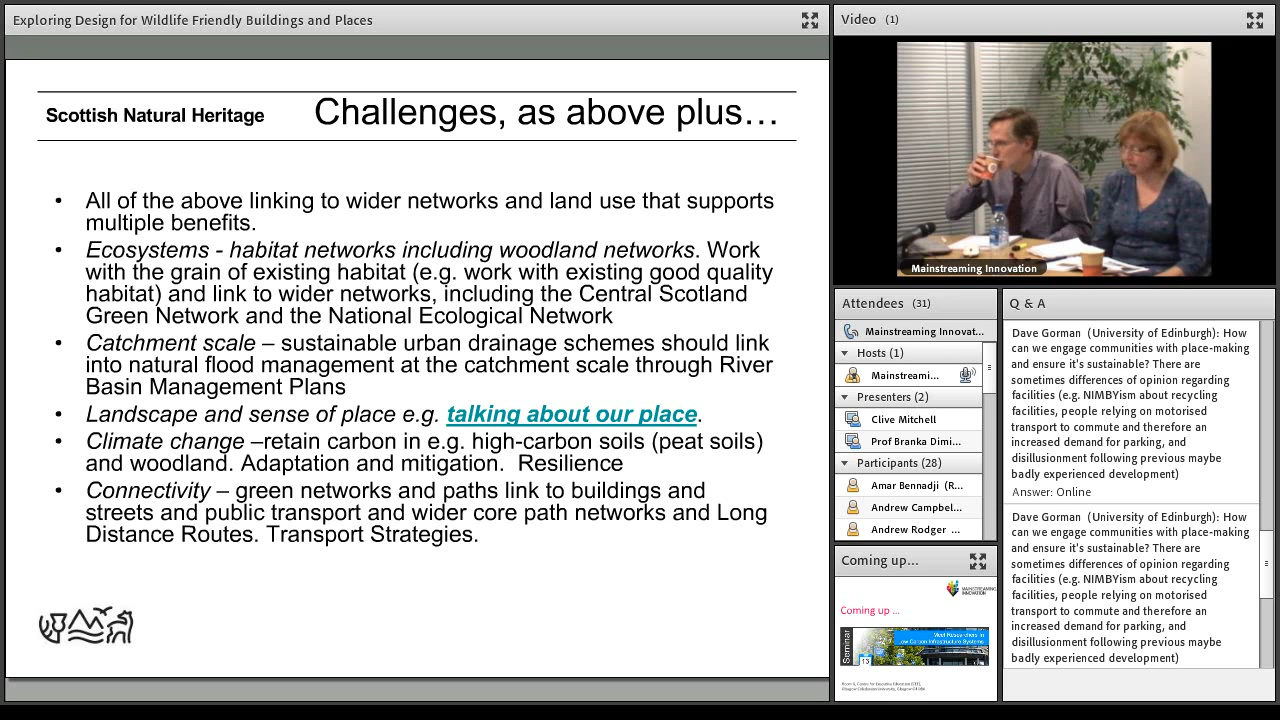 Exploring Design for Wildlife Friendly Buildings and Places
Scottish Natural Heritage
Challenges, as above plus…
• All of the above linking to wider networks and land use that supports
multiple benefits.
• Ecosystems - habitat networks including woodland networks. Work
with the grain of existing habitat (e.g. work with existing good quality
habitat) and link to wider networks, including the Central Scotland
Green Network and the National Ecological Network
• Catchment scale – sustainable urban drainage schemes should link
into natural flood management at the catchment scale through River
Basin Management Plans
• Landscape and sense of place e.g. talking about our place.
• Climate change –retain carbon in e.g. high-carbon soils (peat soils)
and woodland. Adaptation and mitigation.  Resilience
• Connectivity – green networks and paths link to buildings and
streets and public transport and wider core path networks and Long
Distance Routes. Transport Strategies.
Video (1)
Mainstreaming Innovation
Attendees (31)
Mainstreaming Innovat...
Hosts (1)
Mainstreami...
Presenters (2)
Clive Mitchell
Prof Branka Dimi...
Participants (28)
Amar Bennadji (R...
Andrew Campbel...
Andrew Rodger ...
Coming up...
MAINSTREAMING
INNOVATION
Coming up ...
Seminar
Meet Researchers in
Low Carbon Infrastructure Systems
13
Q & A
Dave Gorman (University of Edinburgh): How
can we engage communities with place-making
and ensure it's sustainable? There are
sometimes differences of opinion regarding
facilities (e.g. NIMBYism about recycling
facilities, people relying on motorised
transport to commute and therefore an
increased demand for parking, and
disillusionment following previous maybe
badly experienced development)
Answer: Online
Dave Gorman (University of Edinburgh): How
can we engage communities with place-making
and ensure it's sustainable? There are
sometimes differences of opinion regarding
facilities (e.g. NIMBYism about recycling
facilities, people relying on motorised
transport to commute and therefore an
increased demand for parking, and
disillusionment following previous maybe
badly experienced development)